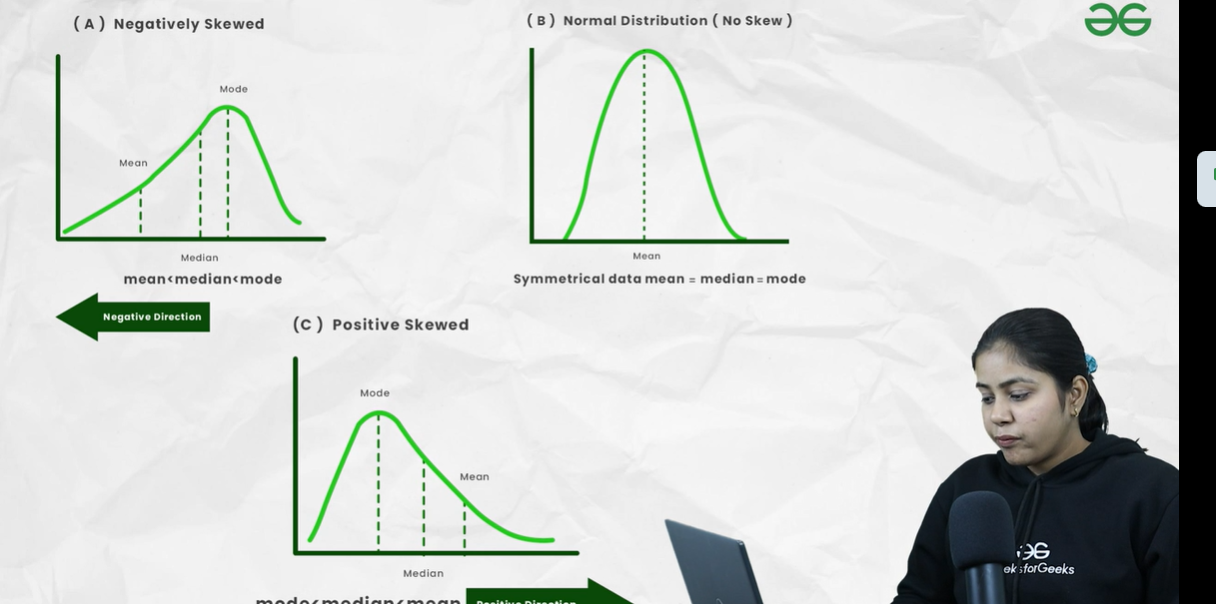 ( A ) Negatively Skewed
Mode
Mean
Median
mean<median<mode
Negative Direction
( B ) Normal Distribution ( No Skew )
Mean
Symmetrical data mean = median = mode
(C ) Positive Skewed
Mode
Mean
Median
mode<median<mean
Positive Direction
eksforGeeks